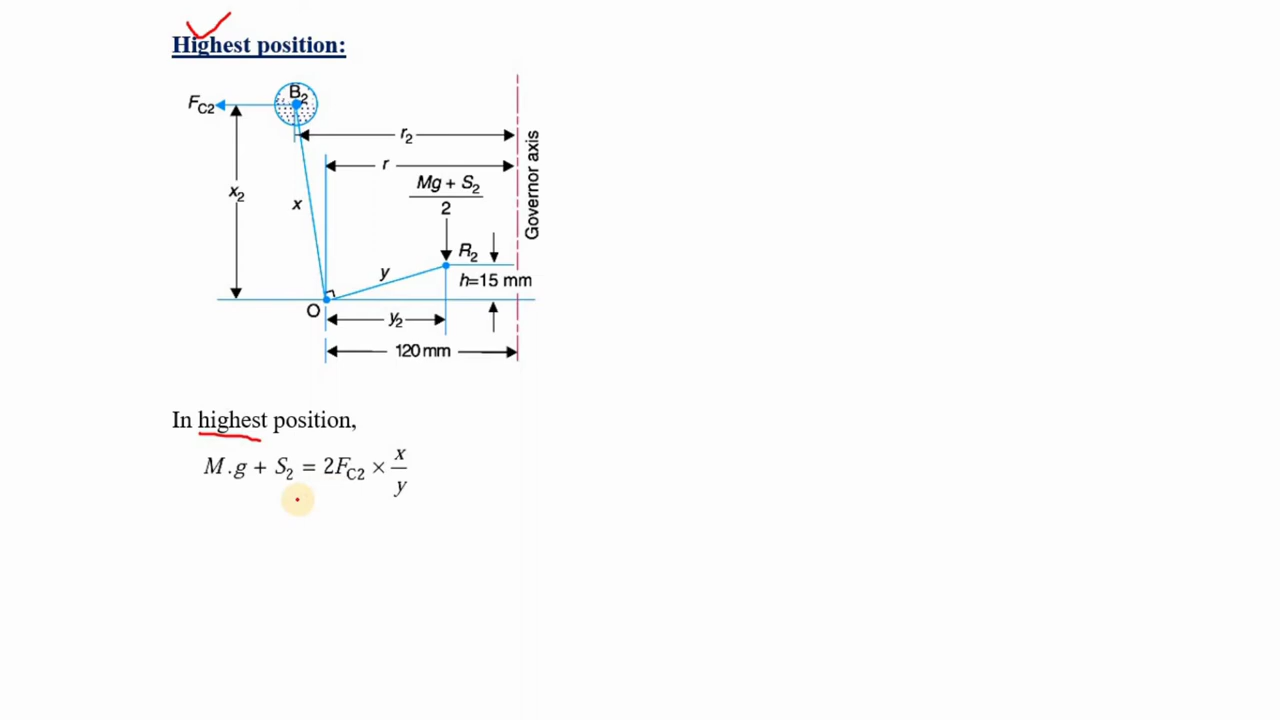 Highest position:
F_C2
B_2
r_2
r
Mg + S_2
2
Governor axis
x_2
x
R_2
y
h=15 mm
O
y_2
120 mm
In highest position,
M.g + S_2 = 2F_C2 × x/y